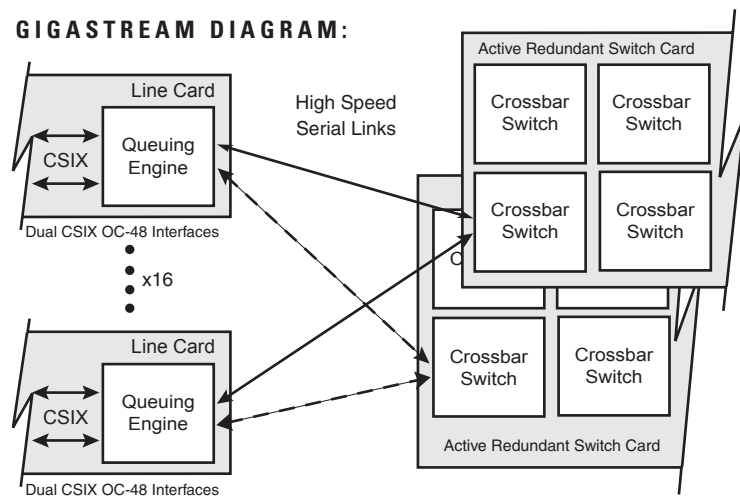 GIGASTREAM DIAGRAM:
Line Card
CSIX
Queuing
Engine
Dual CSIX OC-48 Interfaces
x16
Line Card
CSIX
Queuing
Engine
Dual CSIX OC-48 Interfaces
High Speed
Serial Links
Active Redundant Switch Card
Crossbar
Switch
Crossbar
Switch
Crossbar
Switch
Crossbar
Switch
Crossbar
Switch
Crossbar
Switch
Active Redundant Switch Card